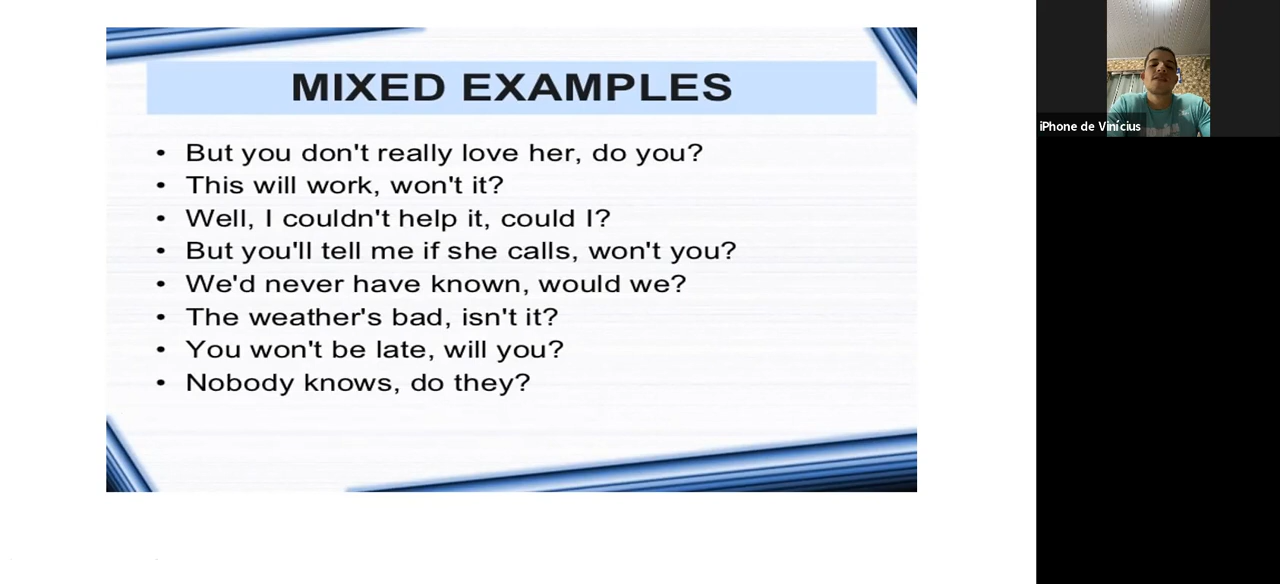 MIXED EXAMPLES
• But you don't really love her, do you?
• This will work, won't it?
• Well, I couldn't help it, could I?
• But you'll tell me if she calls, won't you?
• We'd never have known, would we?
• The weather's bad, isn't it?
• You won't be late, will you?
• Nobody knows, do they?
iPhone de Vinícius